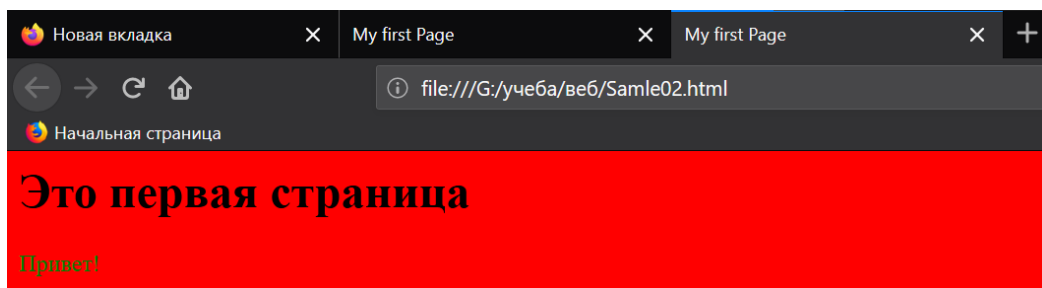 Новая вкладка My first Page My first Page
file:///G:/учеба/веб/Samle02.html
Начальная страница
Это первая страница
Привет!